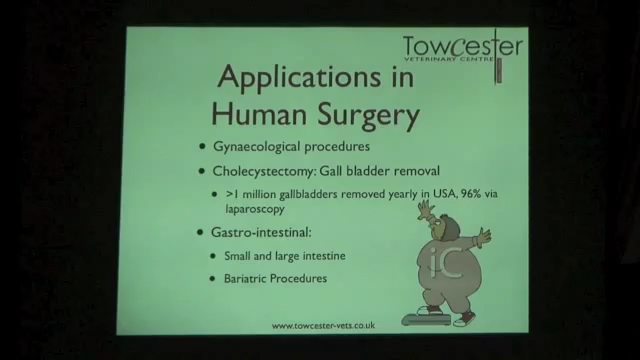 Towcester
VETERINARY CENTRE
Applications in
Human Surgery
• Gynaecological procedures
• Cholecystectomy: Gall bladder removal
• >1 million gallbladders removed yearly in USA, 96% via
laparoscopy
• Gastro-intestinal:
• Small and large intestine
• Bariatric Procedures
iC
www.towcester-vets.co.uk